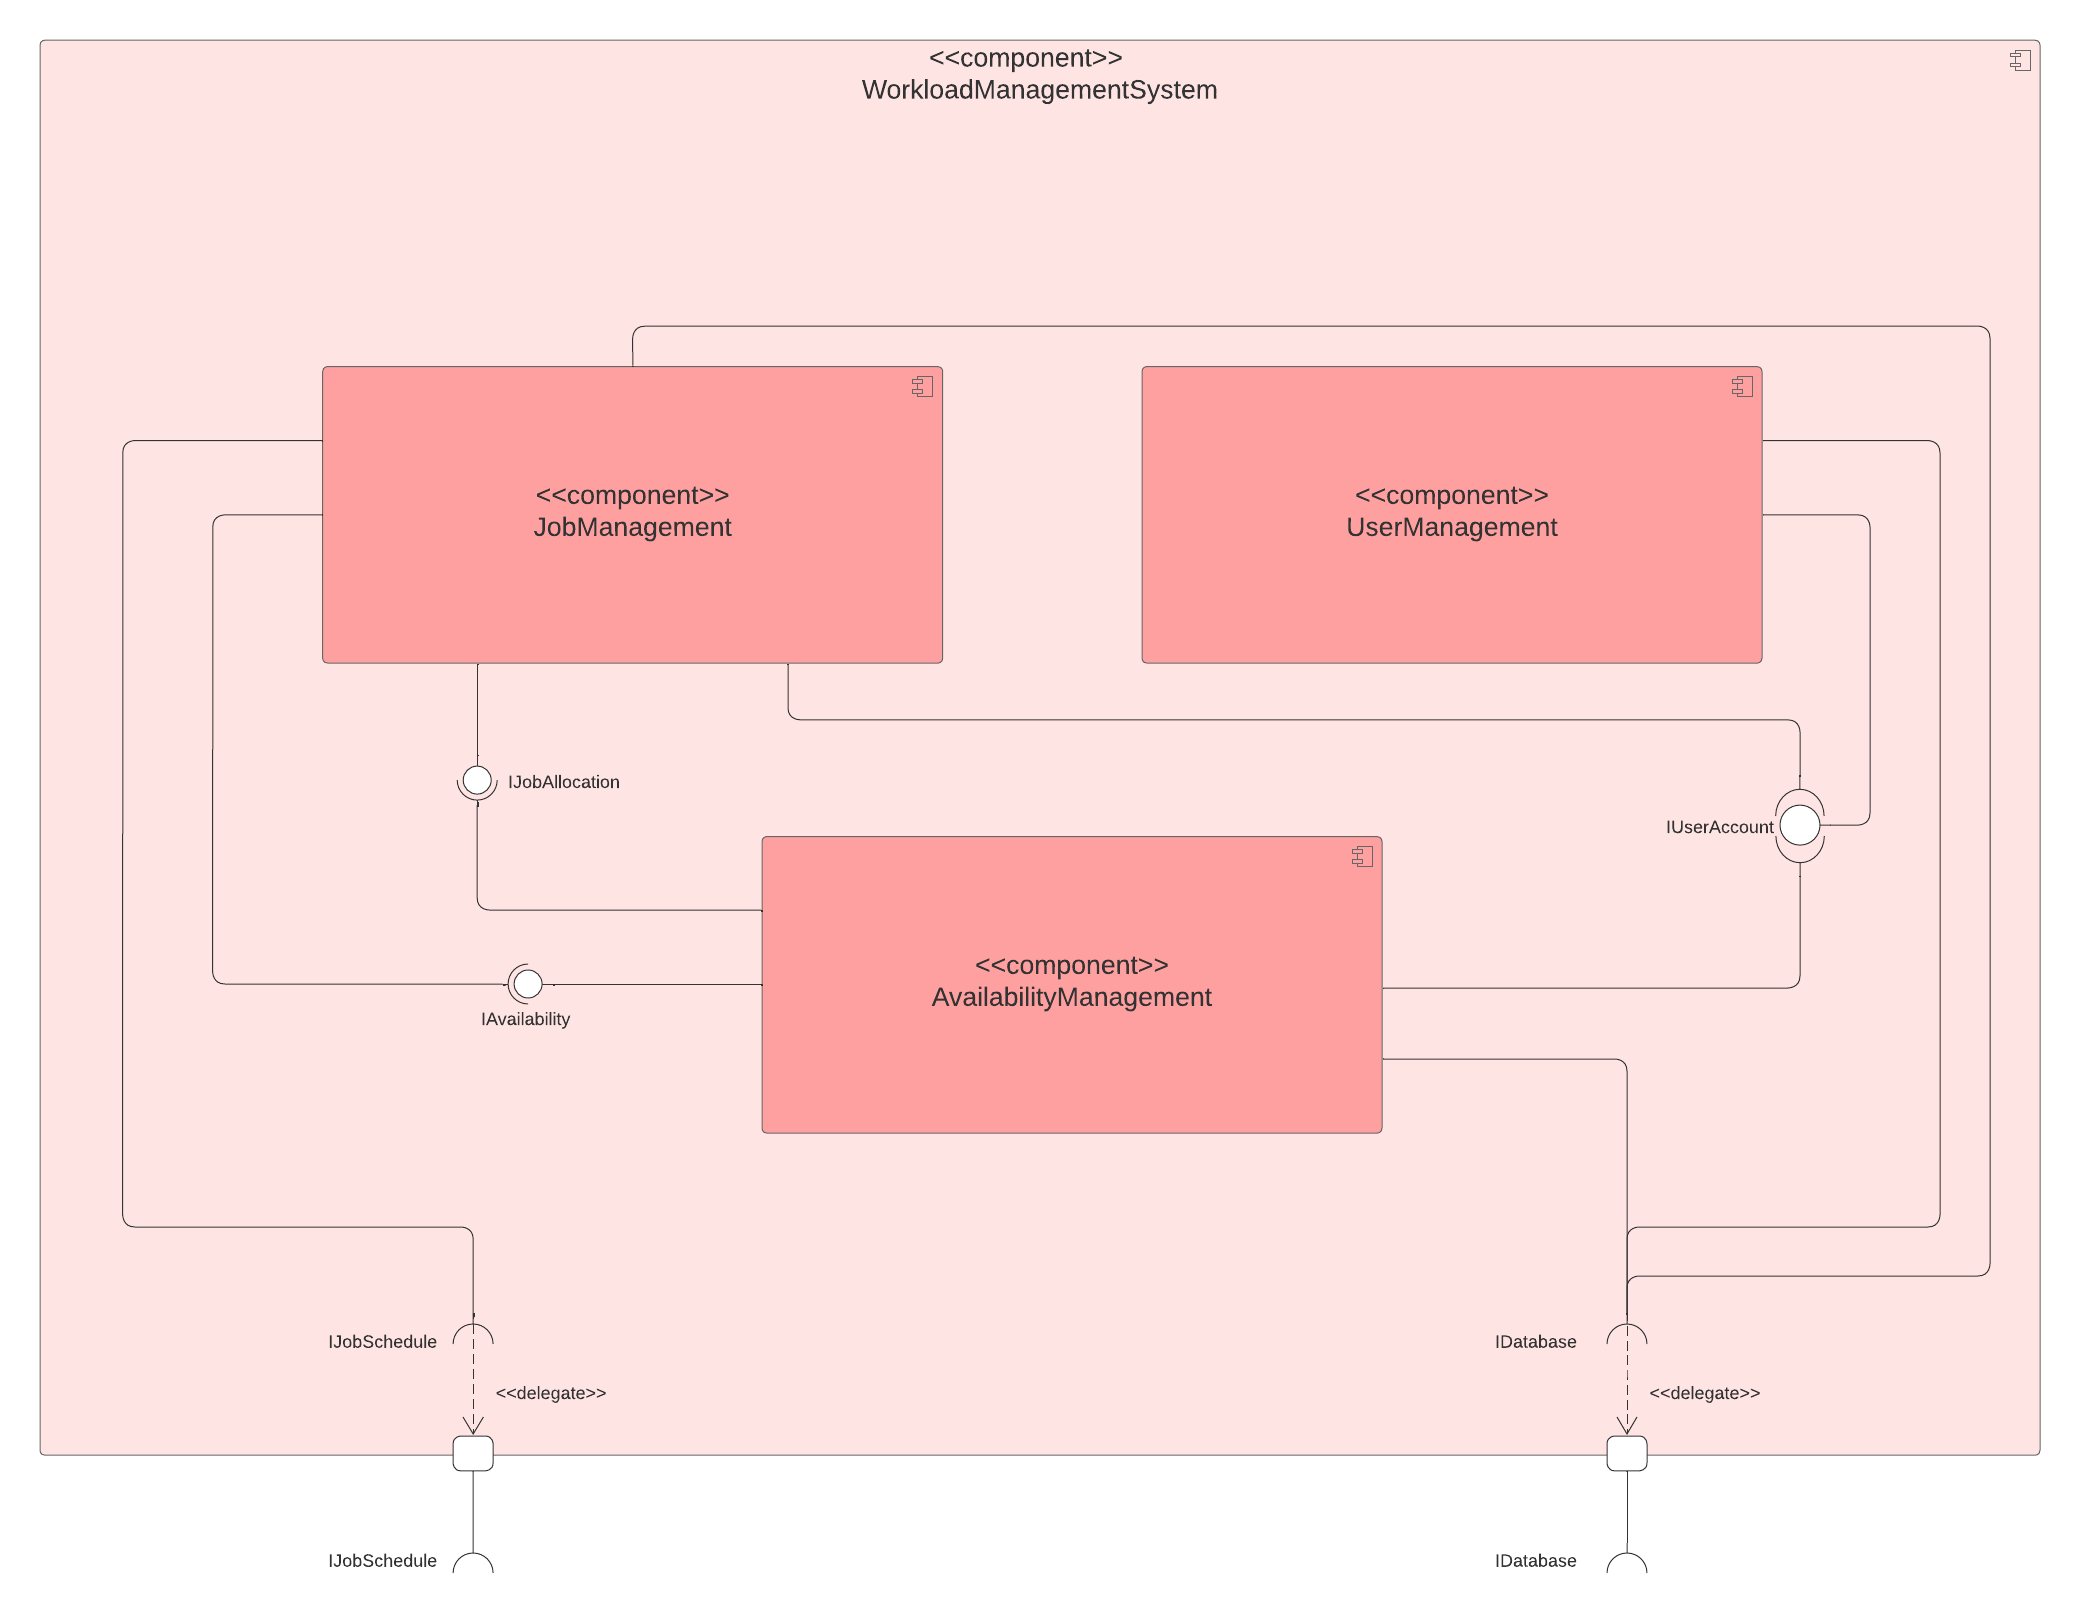 <<component>>
WorkloadManagementSystem
<<component>>
JobManagement
<<component>>
UserManagement
IJobAllocation
IUserAccount
<<component>>
AvailabilityManagement
IAvailability
IJobSchedule
IDatabase
<<delegate>>
<<delegate>>
IJobSchedule
IDatabase